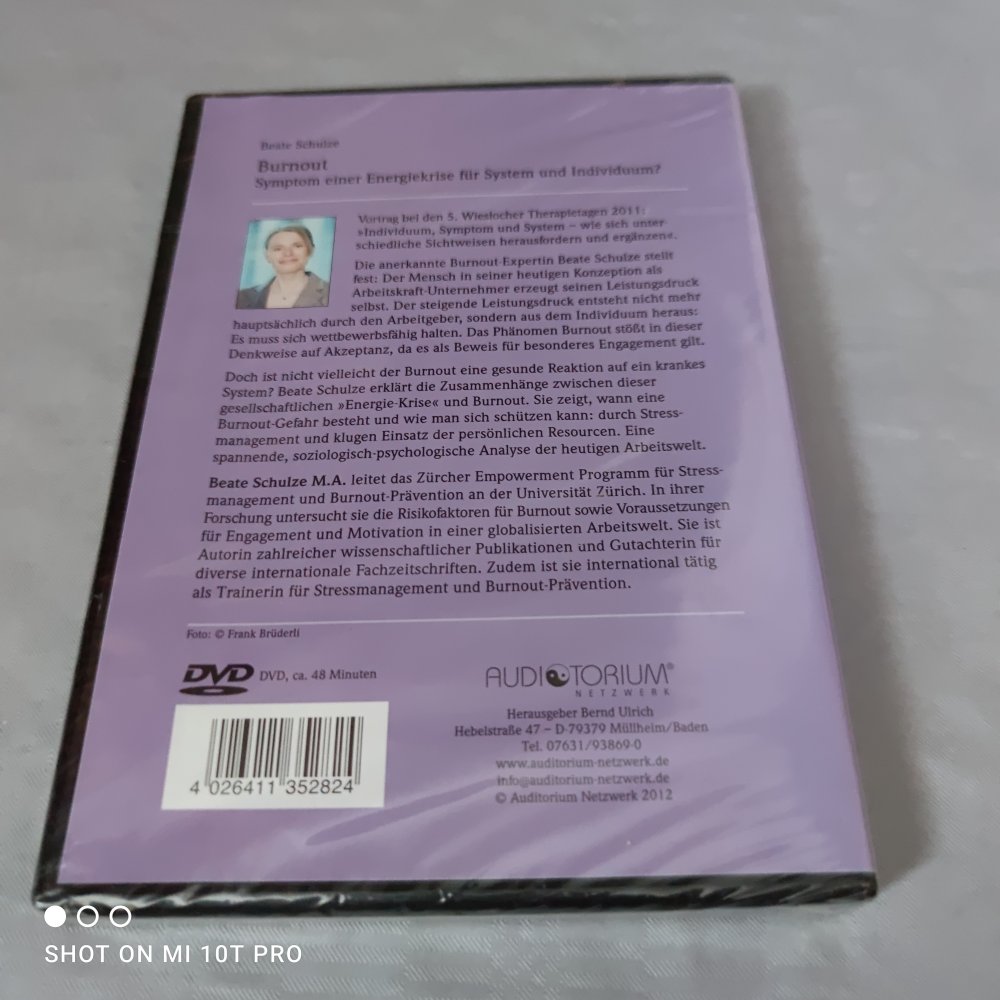 Beate Schulze
Burnout
Symptom einer Energiekrise für System und Individuum?
Vortrag bei den 5. Wieslocher Therapietagen 2011:
»Individuum, Symptom und System – wie sich unter-
schiedliche Sichtweisen herausfordern und ergänzen«.
Die anerkannte Burnout-Expertin Beate Schulze stellt
fest: Der Mensch in seiner heutigen Konzeption als
Arbeitskraft-Unternehmer erzeugt seinen Leistungsdruck
selbst. Der steigende Leistungsdruck entsteht nicht mehr
hauptsächlich durch den Arbeitgeber, sondern aus dem Individuum heraus:
Es muss sich wettbewerbsfähig halten. Das Phänomen Burnout stößt in dieser
Denkweise auf Akzeptanz, da es als Beweis für besonderes Engagement gilt.
Doch ist nicht vielleicht der Burnout eine gesunde Reaktion auf ein krankes
System? Beate Schulze erklärt die Zusammenhänge zwischen dieser
gesellschaftlichen »Energie-Krise« und Burnout. Sie zeigt, wann eine
Burnout-Gefahr besteht und wie man sich schützen kann: durch Stress-
management und klugen Einsatz der persönlichen Resourcen. Eine
spannende, soziologisch-psychologische Analyse der heutigen Arbeitswelt.
Beate Schulze M.A. leitet das Zürcher Empowerment Programm für Stress-
management und Burnout-Prävention an der Universität Zürich. In ihrer
Forschung untersucht sie die Risikofaktoren für Burnout sowie Voraussetzungen
für Engagement und Motivation in einer globalisierten Arbeitswelt. Sie ist
Autorin zahlreicher wissenschaftlicher Publikationen und Gutachterin für
diverse internationale Fachzeitschriften. Zudem ist sie international tätig
als Trainerin für Stressmanagement und Burnout-Prävention.
Foto: © Frank Brüderli
DVD DVD, ca. 48 Minuten
4 026411 352824
AUDITORIUM®
NETZWERK
Herausgeber Bernd Ulrich
Hebelstraße 47 – D-79379 Müllheim/Baden
Tel. 07631/93869-0
www.auditorium-netzwerk.de
info@auditorium-netzwerk.de
© Auditorium Netzwerk 2012
SHOT ON MI 10T PRO